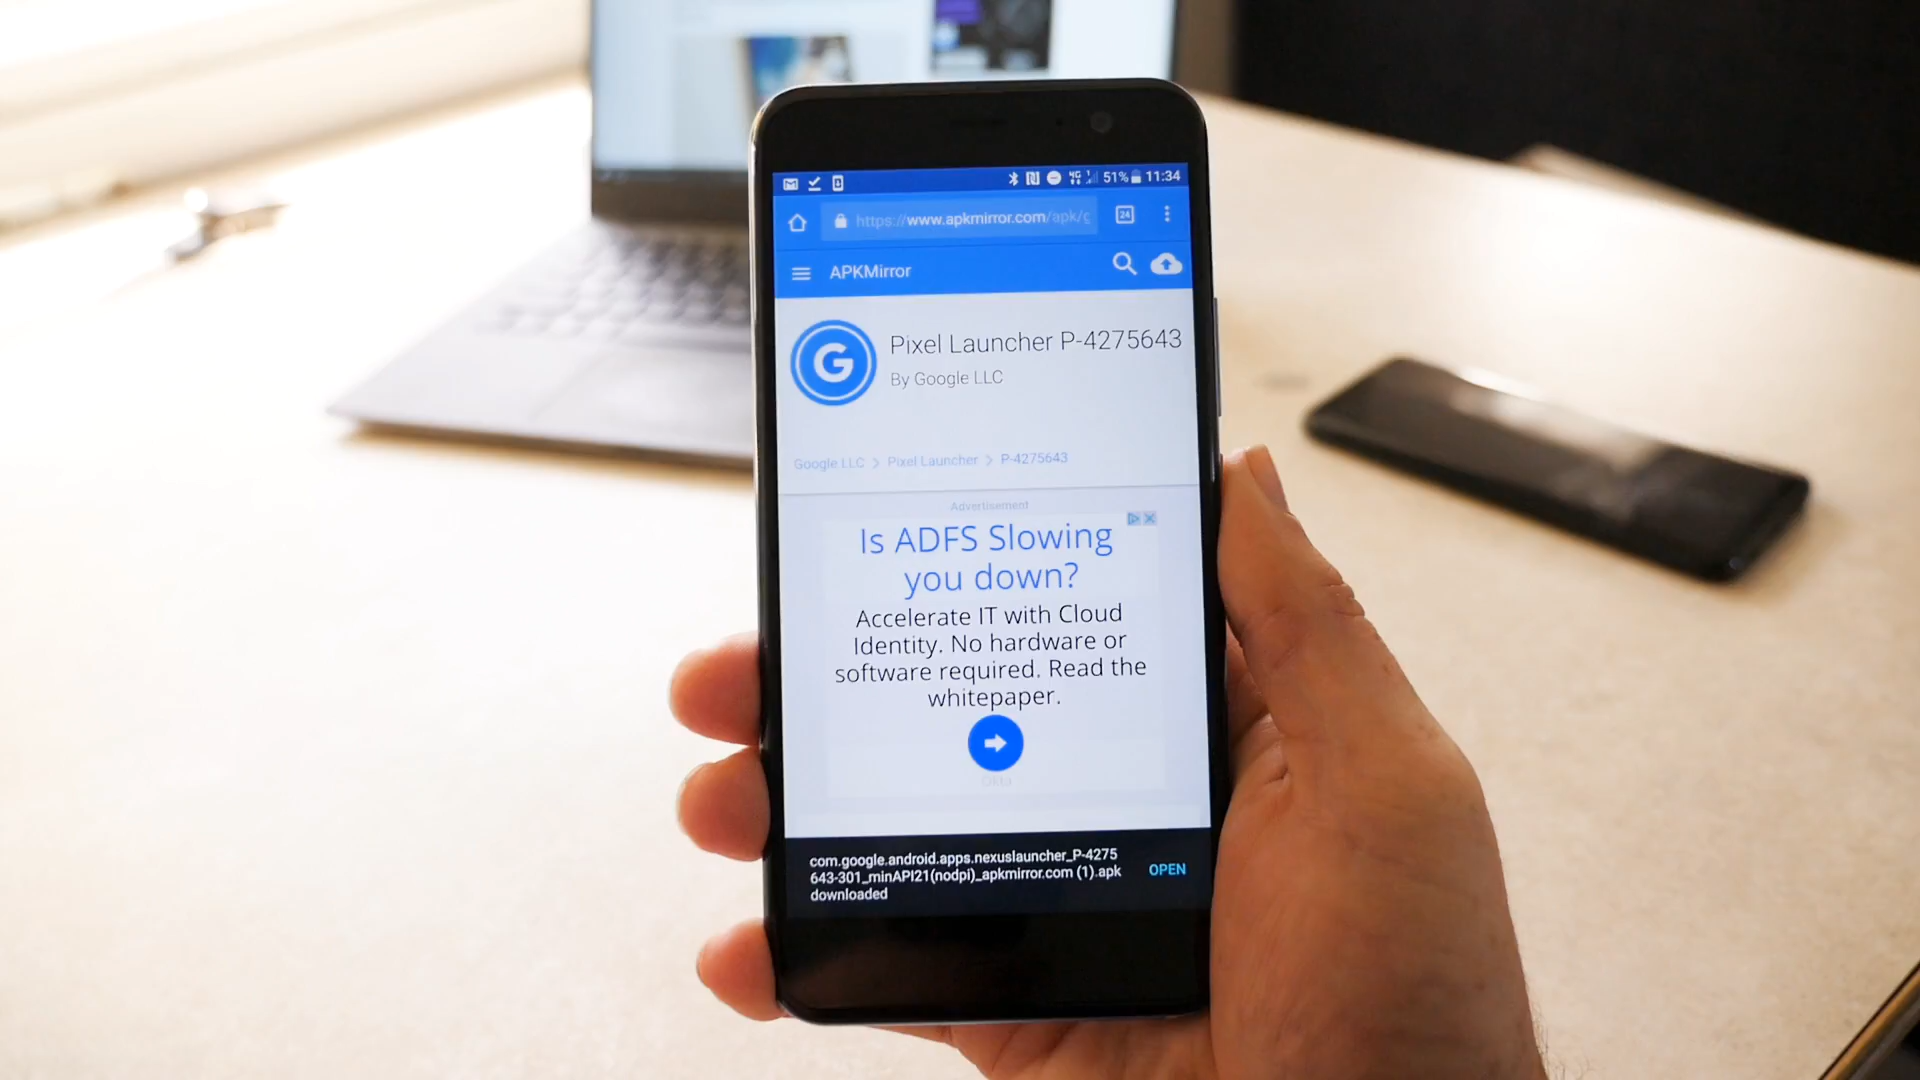 51% 11:34
https://www.apkmirror.com/apk/g
24
APKMirror
G
Pixel Launcher P-4275643
By Google LLC
Google LLC > Pixel Launcher > P-4275643
Advertisement
Is ADFS Slowing
you down?
Accelerate IT with Cloud
Identity. No hardware or
software required. Read the
whitepaper.
Okta
com.google.android.apps.nexuslauncher_P-4275
643-301_minAPI21(nodpi)_apkmirror.com (1).apk
downloaded
OPEN